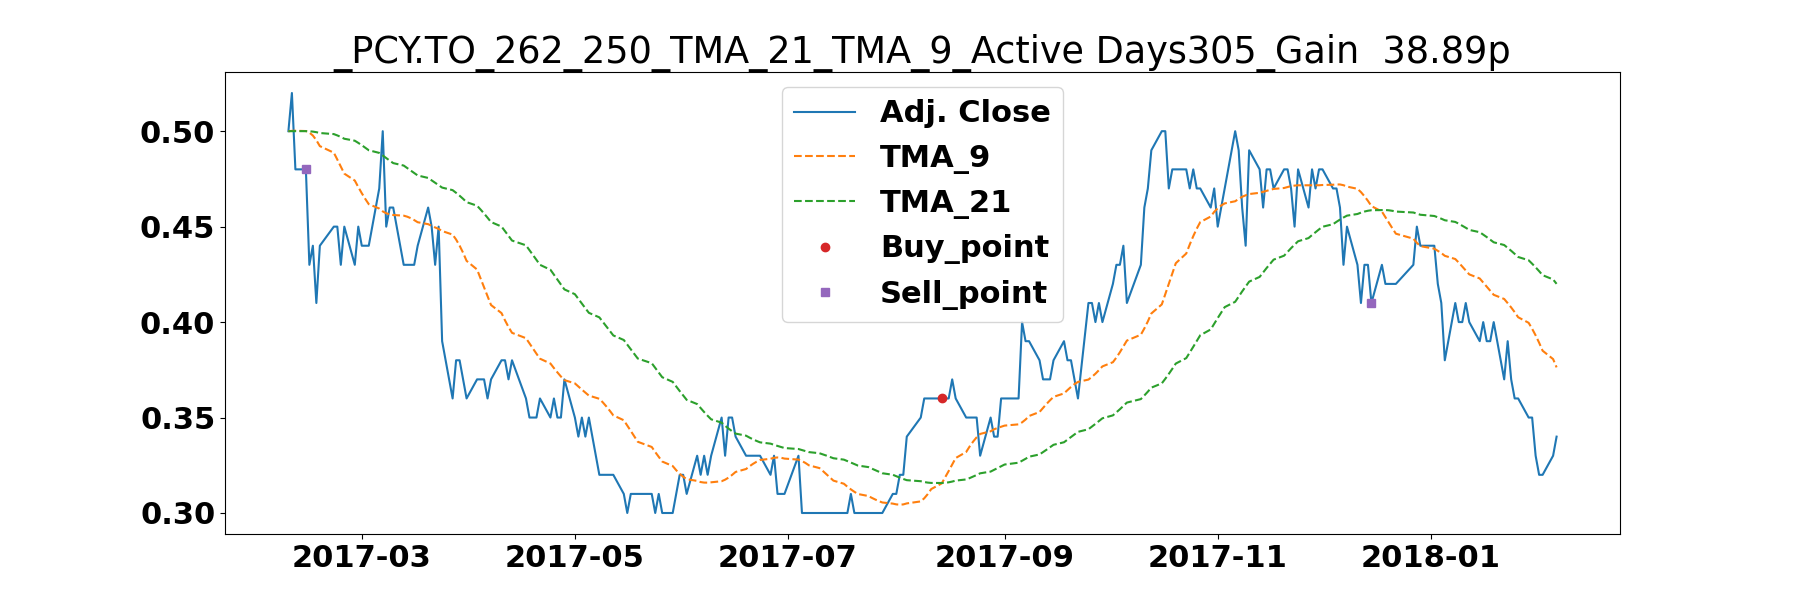 _PCY.TO_262_250_TMA_21_TMA_9_Active Days305_Gain  38.89p
Adj. Close
TMA_9
TMA_21
Buy_point
Sell_point
0.50
0.45
0.40
0.35
0.30
2017-03 2017-05 2017-07 2017-09 2017-11 2018-01